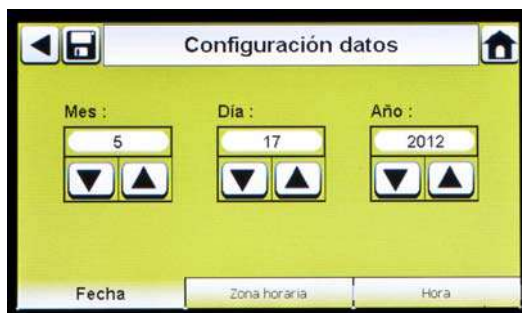 Configuración datos
Mes : Día : Año :
5 17 2012
Fecha Zona horaria Hora